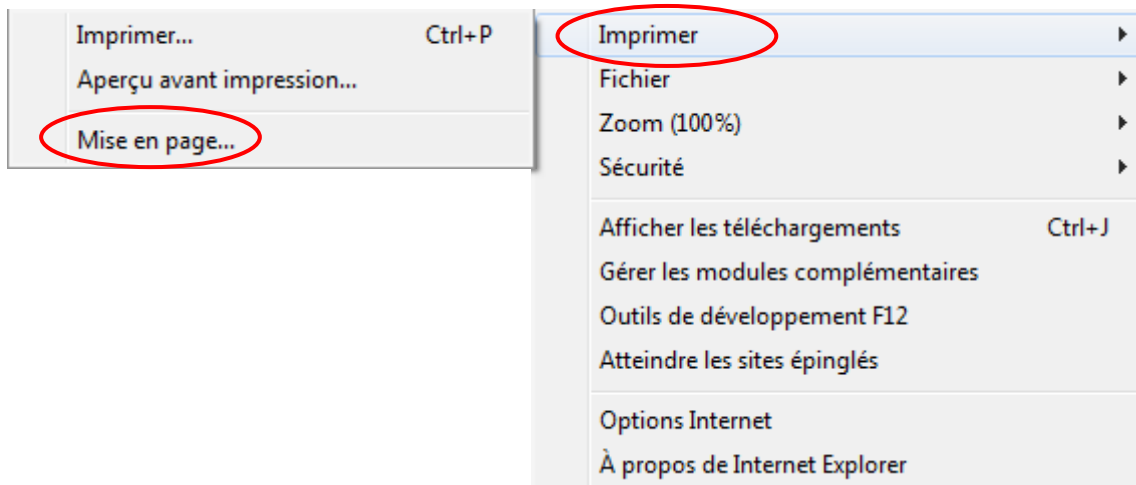 Imprimer... Ctrl+P
Aperçu avant impression...
Mise en page...
Imprimer
Fichier
Zoom (100%)
Sécurité
Afficher les téléchargements Ctrl+J
Gérer les modules complémentaires
Outils de développement F12
Atteindre les sites épinglés
Options Internet
À propos de Internet Explorer